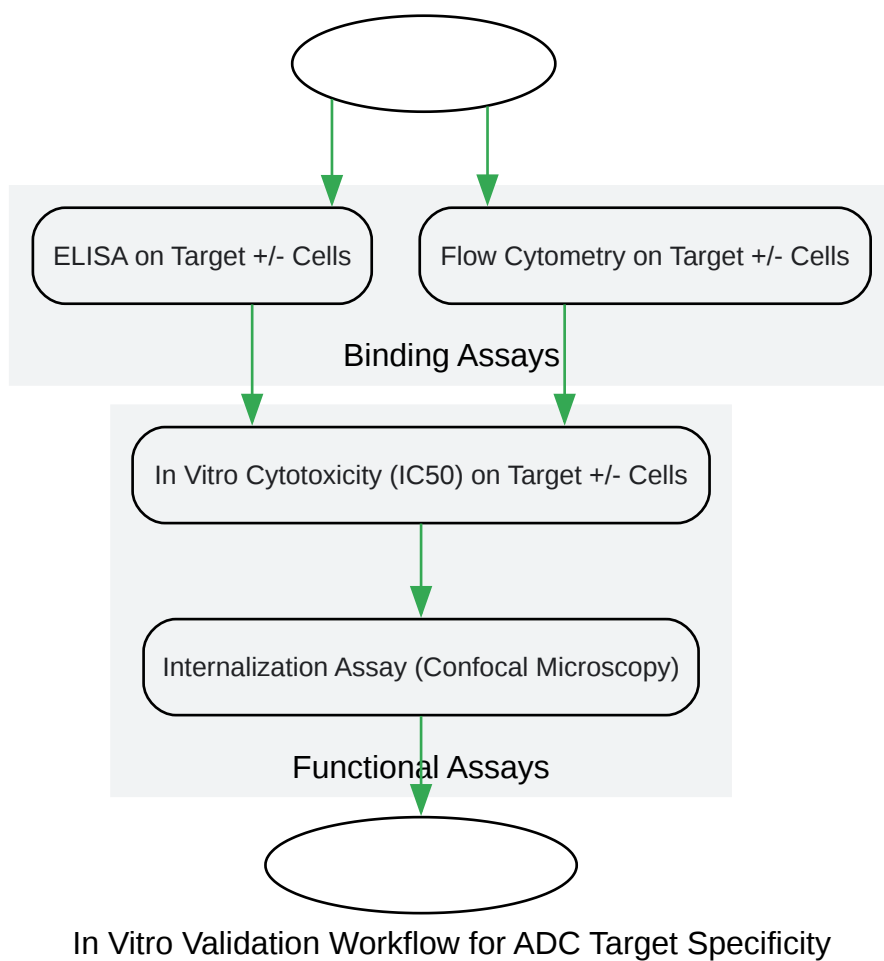 ELISA on Target +/- Cells
Flow Cytometry on Target +/- Cells
Binding Assays
In Vitro Cytotoxicity (IC50) on Target +/- Cells
Internalization Assay (Confocal Microscopy)
Functional Assays
In Vitro Validation Workflow for ADC Target Specificity